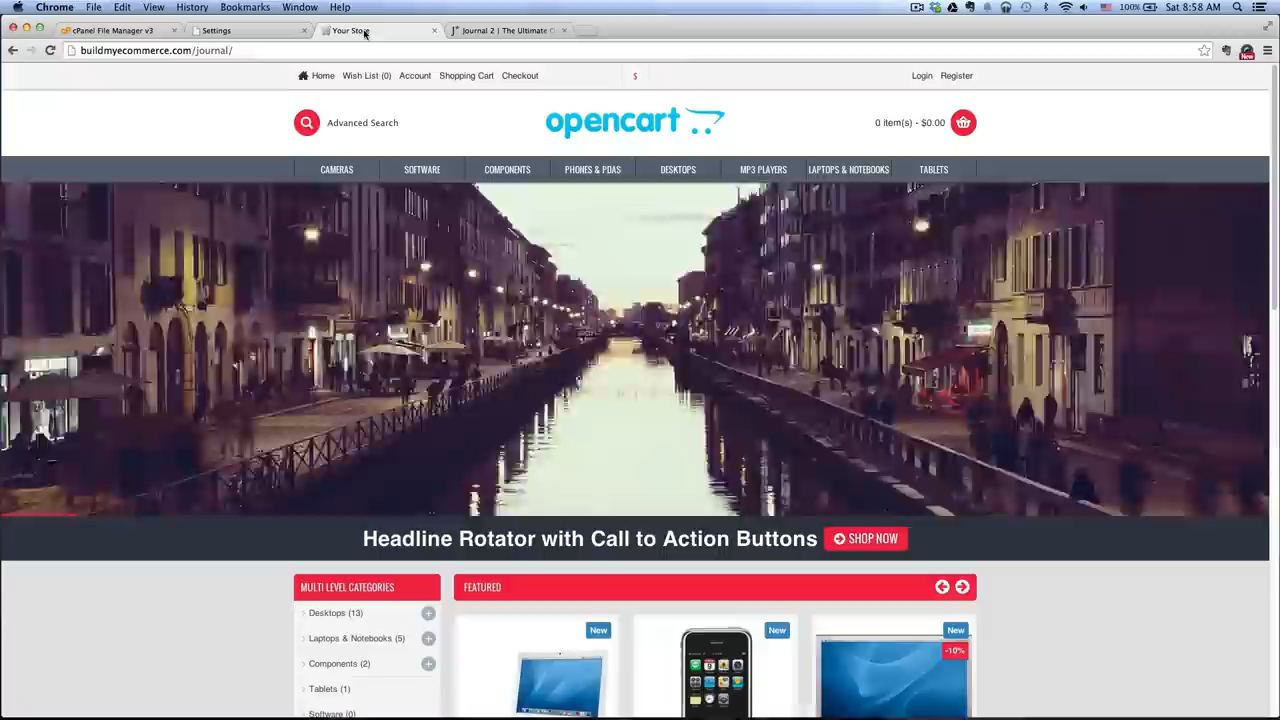 Chrome File Edit View History Bookmarks Window Help 100% Sat 8:58 AM
cPanel File Manager v3 Settings Your Store Journal 2 | The Ultimate O
buildmyecommerce.com/journal/
New
Home Wish List (0) Account Shopping Cart Checkout $ Login Register
Advanced Search opencart 0 item(s) - $0.00
CAMERAS SOFTWARE COMPONENTS PHONES & PDAS DESKTOPS MP3 PLAYERS LAPTOPS & NOTEBOOKS TABLETS
Headline Rotator with Call to Action Buttons SHOP NOW
MULTI LEVEL CATEGORIES FEATURED
Desktops (13)
Laptops & Notebooks (5)
Components (2)
Tablets (1)
Software (0)
New New New
-10%